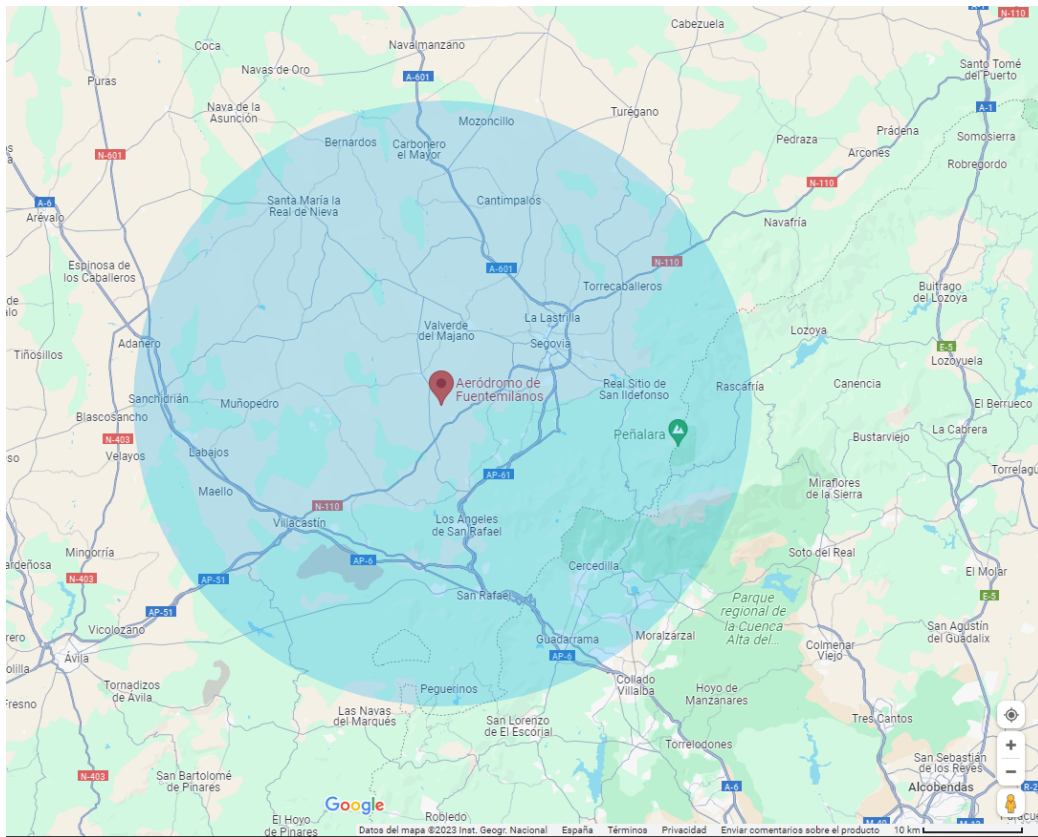 N-110
A-1
Cabezuela
Coca
Navalmanzano
Navas de Oro
Santo Tomé
del Puerto
Puras
A-601
Nava de la
Asunción
Turégano
A-1
Mozoncillo
Prádena
Somosierra
Bernardos
Carbonero
el Mayor
Pedraza
Arcones
N-601
Robregordo
N-110
Santa María la
Real de Nieva
Cantimpalos
A-6
Arévalo
Navafría
Espinosa de
los Caballeros
A-601
N-110
Torrecaballeros
Buitrago
del Lozoya
La Lastrilla
Valverde
del Majano
Lozoya
Adanero
Segovia
E-5
Tiñosillos
Lozoyuela
Aeródromo de
Fuentemilanos
Real Sitio de
San Ildefonso
Rascafría
Canencia
Sanchidrián
Muñopedro
El Berrueco
Blascosancho
La Cabrera
N-403
Peñalara
Bustarviejo
Velayos
Labajos
AP-61
Torrelagu
Maello
Miraflores
de la Sierra
N-110
Villacastín
Los Ángeles
de San Rafael
Mingorría
AP-6
Soto del Real
Cercedilla
ardeñosa
N-403
AP-51
El Molar
San Rafael
Parque
regional de
la Cuenca
Alta del...
E-5
AP-51
Vicolozano
Guadarrama
Moralzarzal
San Agustín
del Guadalix
AP-6
Colmenar
Viejo
Ávila
Collado
Villalba
Tornadizos
de Ávila
Peguerinos
Hoyo de
Manzanares
Fresno
Las Navas
del Marqués
San Lorenzo
de El Escorial
Tres Cantos
Torrelodones
San Sebastián
de los Reyes
N-403
San Bartolomé
de Pinares
A-6
Alcobendas
R-2
Google
El Hoyo
de Pinares
Robledo
M-40
Datos del mapa ©2023 Inst. Geogr. Nacional España Términos Privacidad Enviar comentarios sobre el producto 10 km